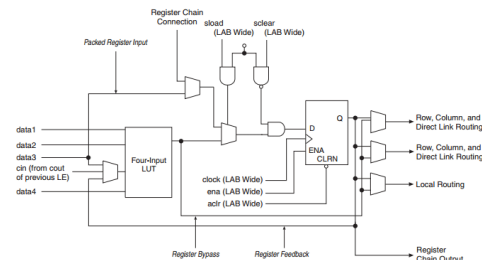 Register Chain
Connection
sload
(LAB Wide)
sclear
(LAB Wide)
Packed Register Input
Q
D
ENA
CLRN
Row, Column, and
Direct Link Routing
Row, Column, and
Direct Link Routing
Local Routing
data1
data2
data3
cin (from cout
of previous LE)
data4
Four-Input
LUT
clock (LAB Wide)
ena (LAB Wide)
aclr (LAB Wide)
Register Bypass
Register Feedback
Register
Chain Output